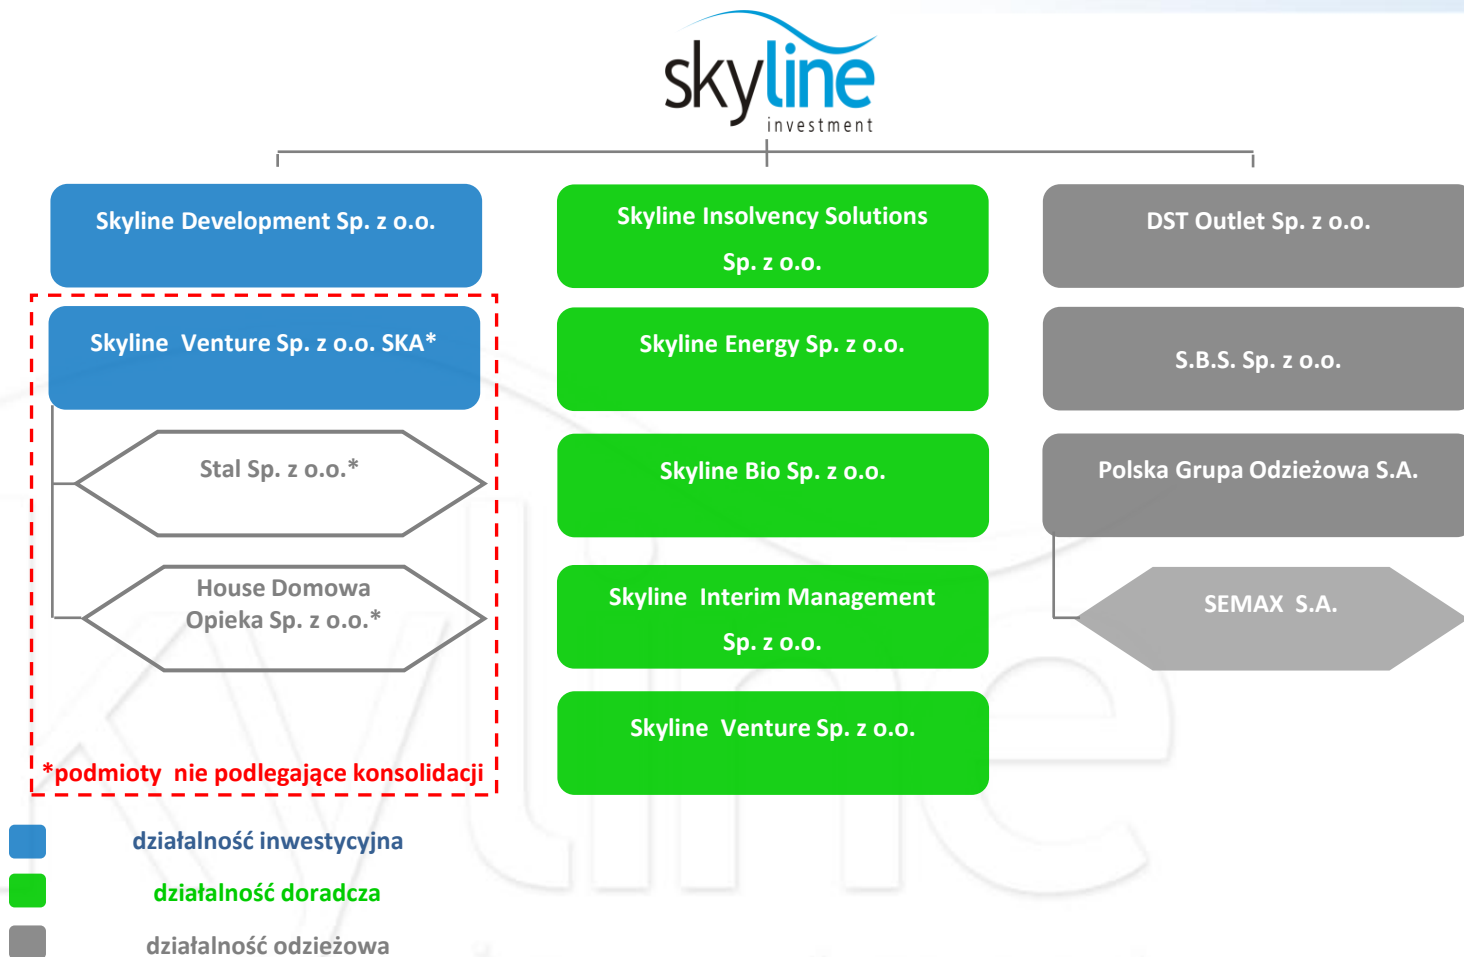 skyline
investment
Skyline Development Sp. z o.o.
Skyline Venture Sp. z o.o. SKA*
Stal Sp. z o.o.*
House Domowa
Opieka Sp. z o.o.*
*podmioty nie podlegające konsolidacji
Skyline Insolvency Solutions
Sp. z o.o.
Skyline Energy Sp. z o.o.
Skyline Bio Sp. z o.o.
Skyline Interim Management
Sp. z o.o.
Skyline Venture Sp. z o.o.
DST Outlet Sp. z o.o.
S.B.S. Sp. z o.o.
Polska Grupa Odzieżowa S.A.
SEMAX S.A.
działalność inwestycyjna
działalność doradcza
działalność odzieżowa